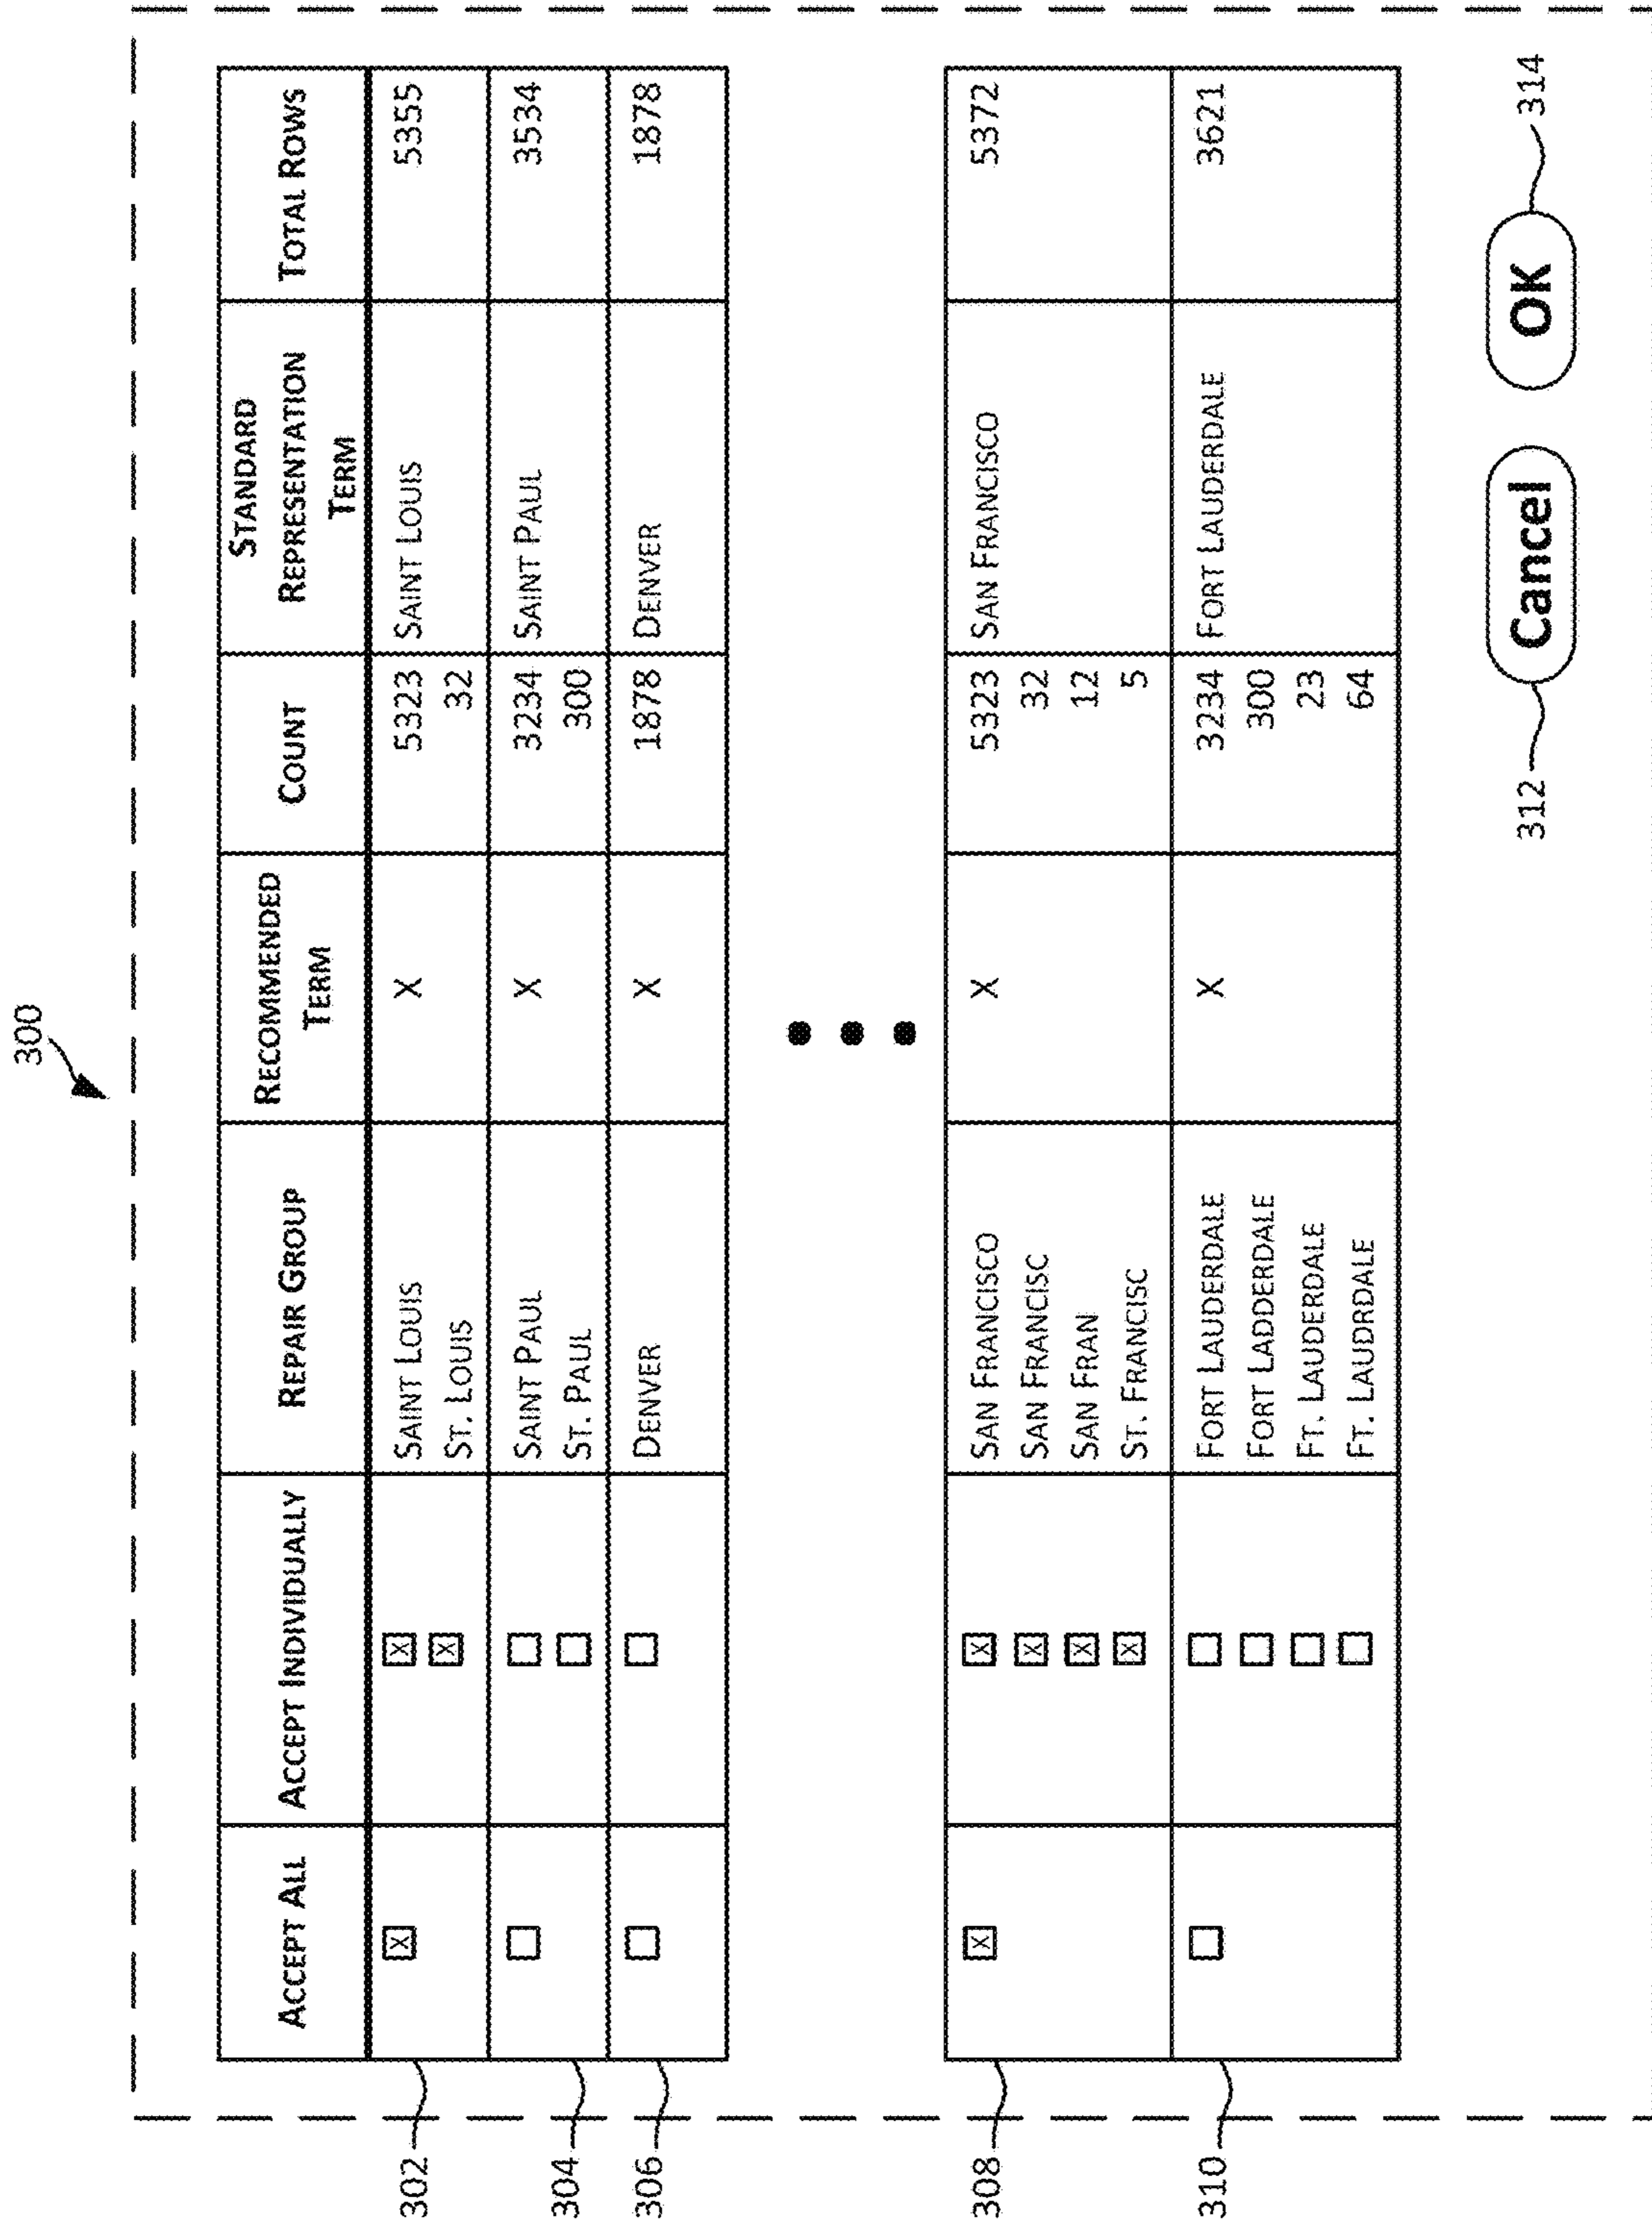 300
ACCEPT ALL
ACCEPT INDIVIDUALLY
REPAIR GROUP
RECOMMENDED
TERM
COUNT
STANDARD
REPRESENTATION
TERM
TOTAL ROWS
302
X
X
SAINT LOUIS
X
5323
SAINT LOUIS
5355
X
ST. LOUIS
32
304
SAINT PAUL
X
3234
SAINT PAUL
3534
ST. PAUL
300
306
DENVER
X
1878
DENVER
1878
308
X
X
SAN FRANCISCO
X
5323
SAN FRANCISCO
5372
X
SAN FRANCISC
32
X
SAN FRAN
12
X
ST. FRANCISC
5
310
FORT LAUDERDALE
X
3234
FORT LAUDERDALE
3621
FORT LADDERDALE
300
FT. LAUDERDALE
23
FT. LAUDRDALE
64
312
Cancel
OK
314